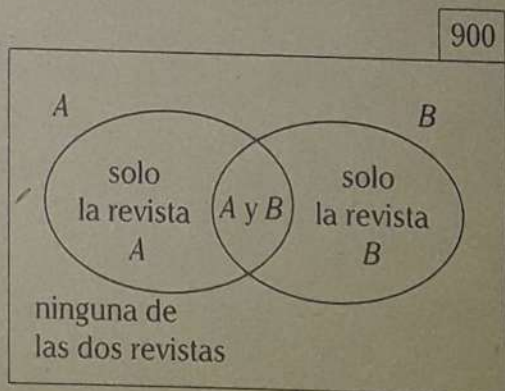 900
A
B
solo
la revista
A
A y B
solo
la revista
B
ninguna de
las dos revistas